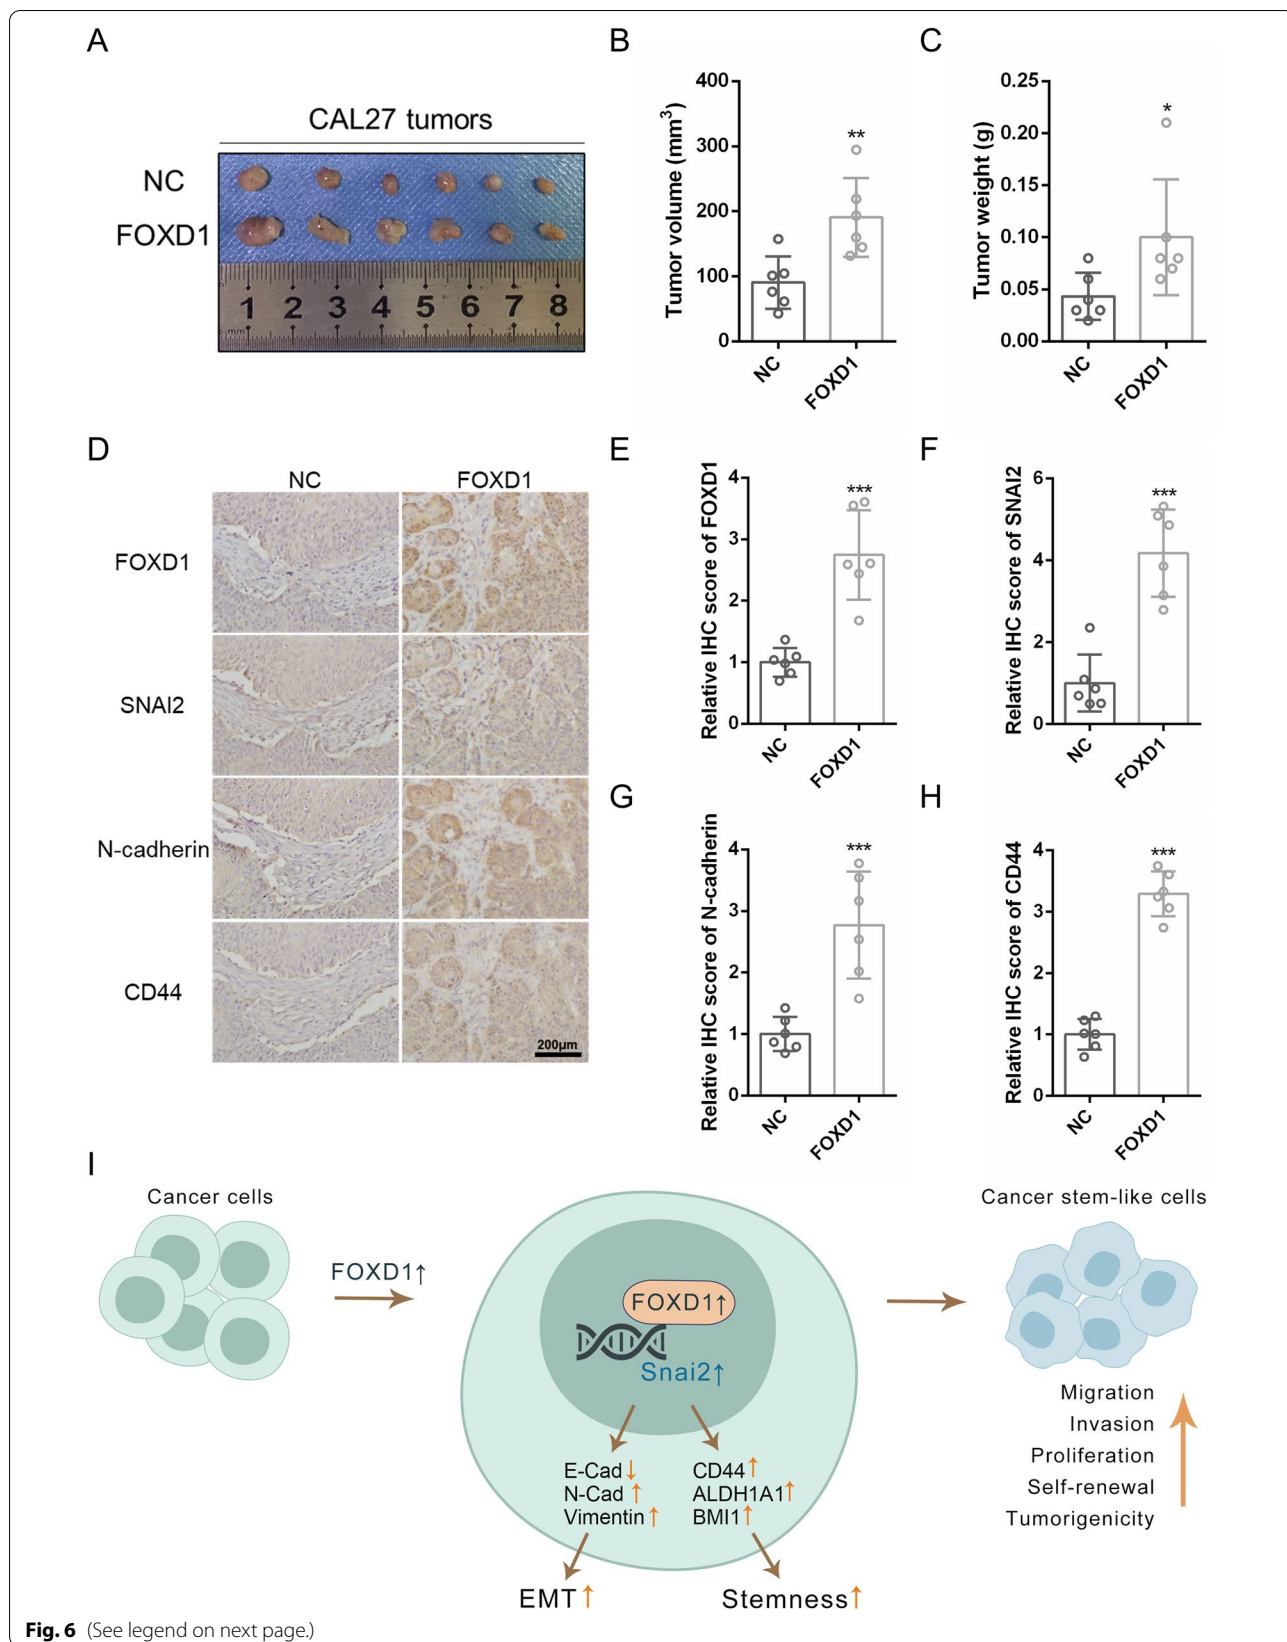 A
CAL27 tumors
NC
FOXD1
1 2 3 4 5 6 7 8
mm
B
Tumor volume (mm3)
400
300
200
100
0
**
NC
FOXD1
C
Tumor weight (g)
0.25
0.20
0.15
0.10
0.05
0.00
*
NC
FOXD1
D
NC
FOXD1
FOXD1
SNAI2
N-cadherin
CD44
200µm
E
Relative IHC score of FOXD1
4
3
2
1
0
***
NC
FOXD1
F
Relative IHC score of SNAI2
6
4
2
0
***
NC
FOXD1
G
Relative IHC score of N-cadherin
4
3
2
1
0
***
NC
FOXD1
H
Relative IHC score of CD44
4
3
2
1
0
***
NC
FOXD1
I
Cancer cells
FOXD1↑
FOXD1↑
Snai2↑
E-Cad↓
N-Cad↑
Vimentin↑
CD44↑
ALDH1A1↑
BMI1↑
EMT↑
Stemness↑
Cancer stem-like cells
Migration
Invasion
Proliferation
Self-renewal
Tumorigenicity
Fig. 6 (See legend on next page.)